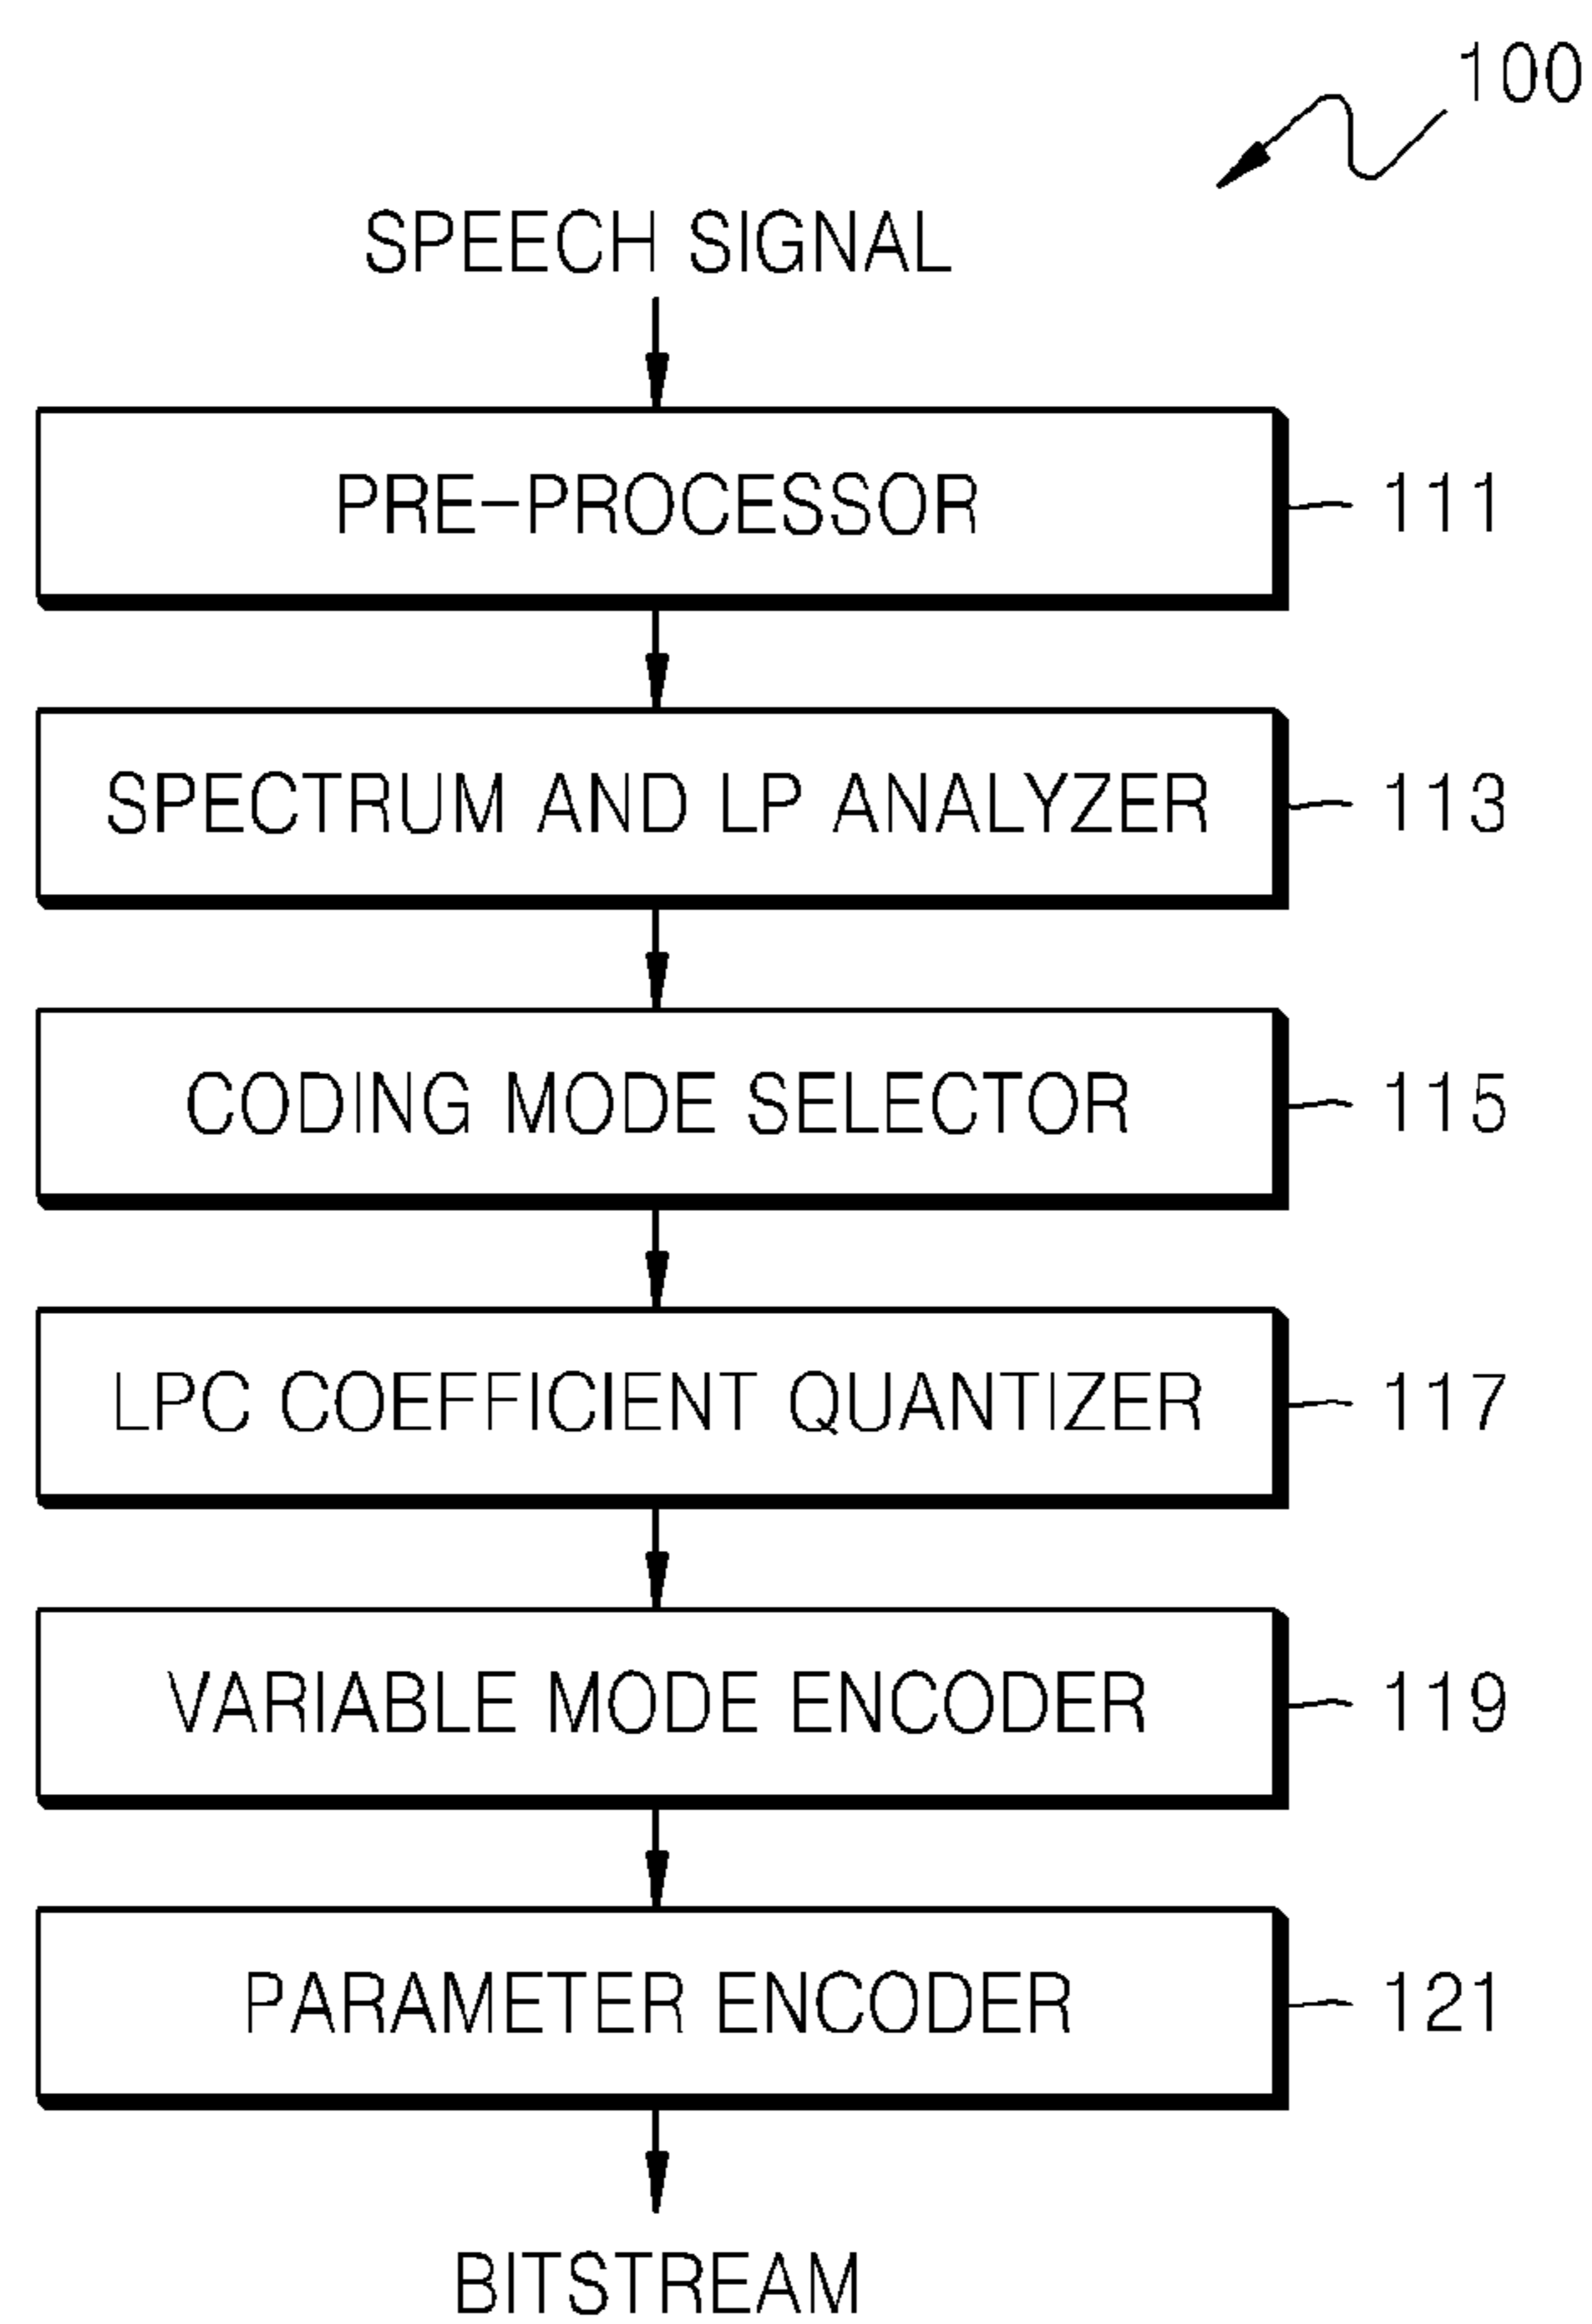 100
SPEECH SIGNAL
PRE-PROCESSOR 111
SPECTRUM AND LP ANALYZER 113
CODING MODE SELECTOR 115
LPC COEFFICIENT QUANTIZER 117
VARIABLE MODE ENCODER 119
PARAMETER ENCODER 121
BITSTREAM